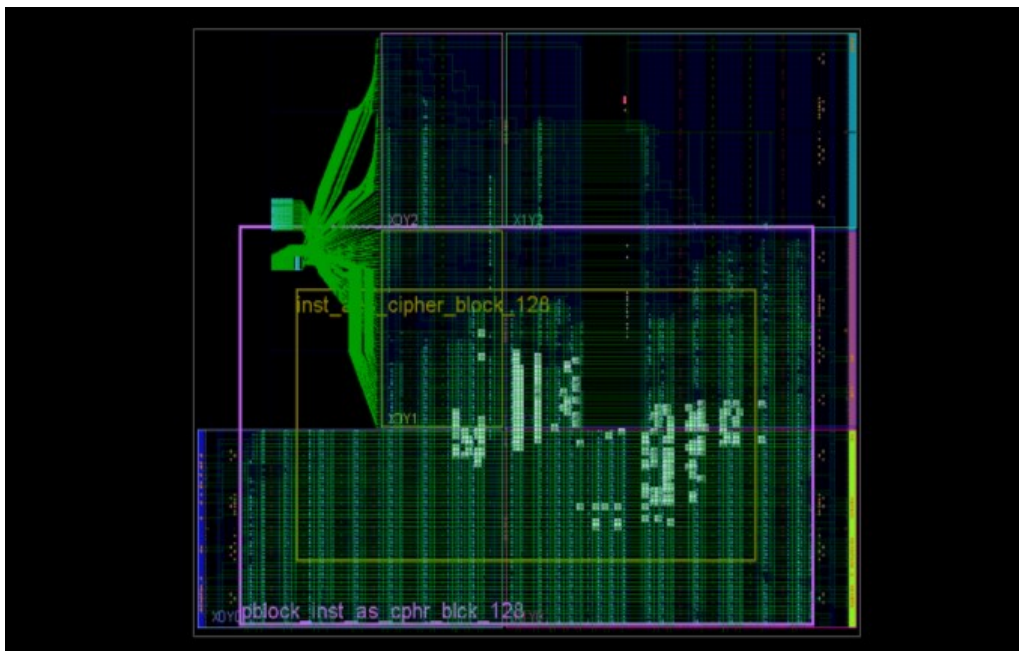 X0Y2
X1Y2
cipher_block_128
X0Y1
pblock_inst_as_cphr_blck_128